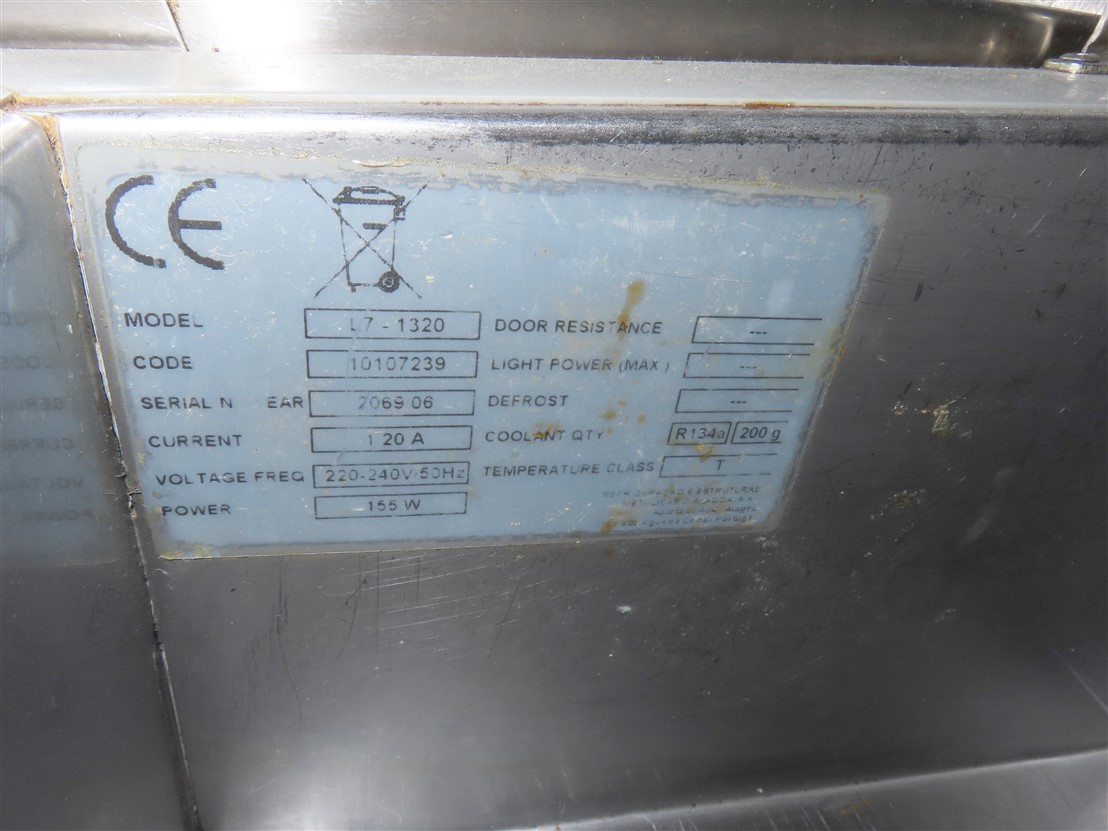 CE
MODEL L7 - 1320 DOOR RESISTANCE ---
CODE 10107239 LIGHT POWER (MAX.) ---
SERIAL N EAR 2069 06 DEFROST ---
CURRENT 1 20 A COOLANT QTY R134a 200 g
VOLTAGE FREQ 220-240V/50Hz TEMPERATURE CLASS T
POWER 155 W
E ESTRUTURAS